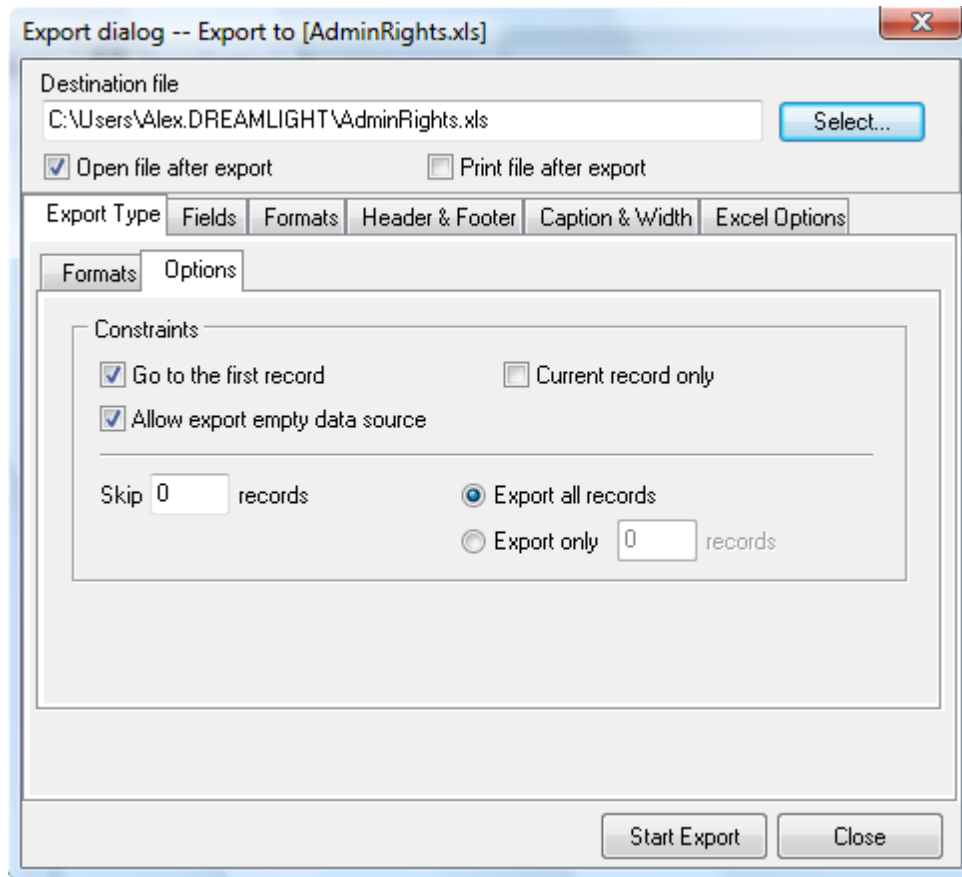 Export dialog -- Export to [AdminRights.xls]
Destination file
C:\Users\Alex.DREAMLIGHT\AdminRights.xls Select...
Open file after export Print file after export
Export Type Fields Formats Header & Footer Caption & Width Excel Options
Formats Options
Constraints
Go to the first record Current record only
Allow export empty data source
Skip 0 records Export all records
Export only 0 records
Start Export Close